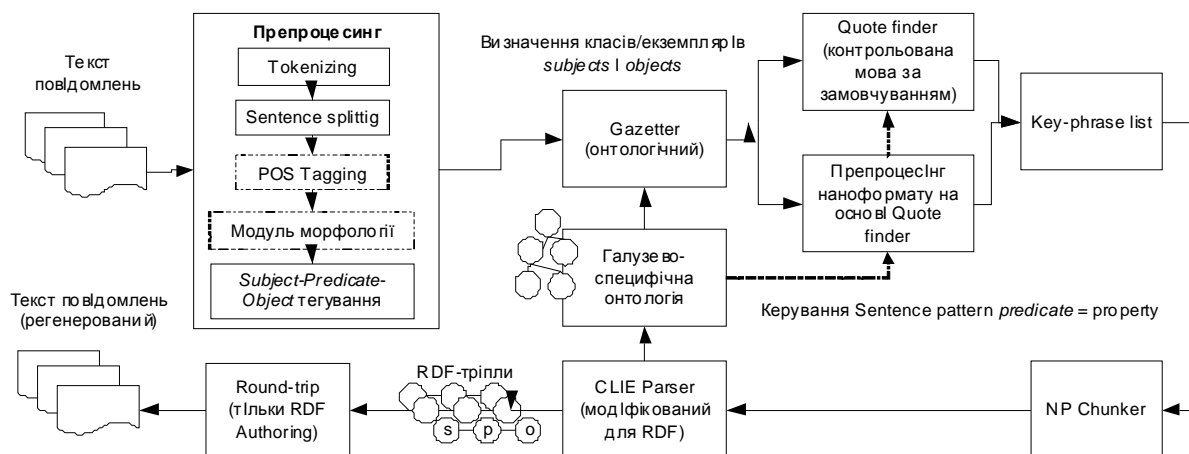 Текст
повідомлень
Препроцесинг
Tokenizing
Sentence splittig
POS Tagging
Модуль морфології
Subject-Predicate-
Object тегування
Визначення класів/екземплярів
subjects І objects
Gazetter
(онтологічний)
Quote finder
(контрольована
мова за
замовчуванням)
Препроцесінг
наноформату на
основі Quote
finder
Key-phrase list
Галузево-
специфічна
онтологія
Керування Sentence pattern predicate = property
Текст повідомлень
(регенерований)
Round-trip
(тільки RDF
Authoring)
RDF-тріпли
s p o
CLIE Parser
(модіфікований
для RDF)
NP Chunker